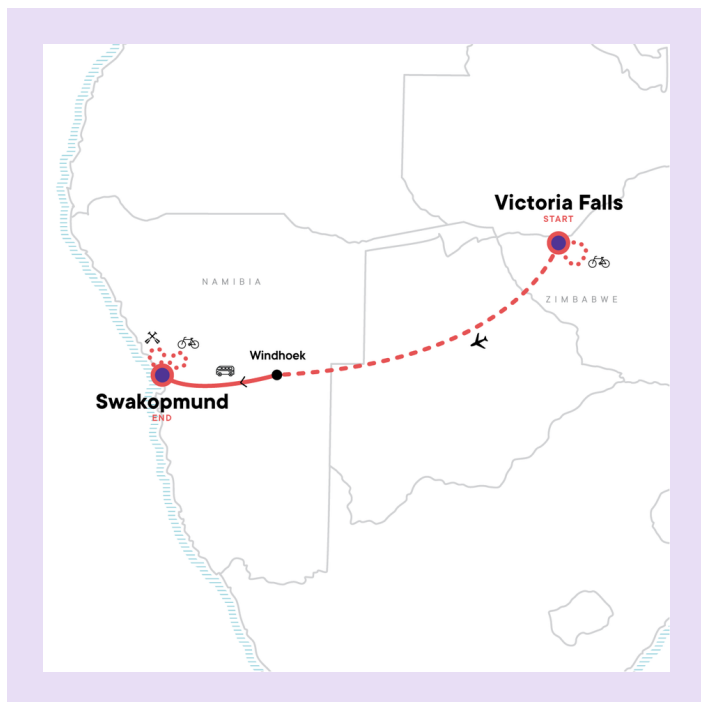 Victoria Falls
START
NAMIBIA
ZIMBABWE
Windhoek
Swakopmund
END